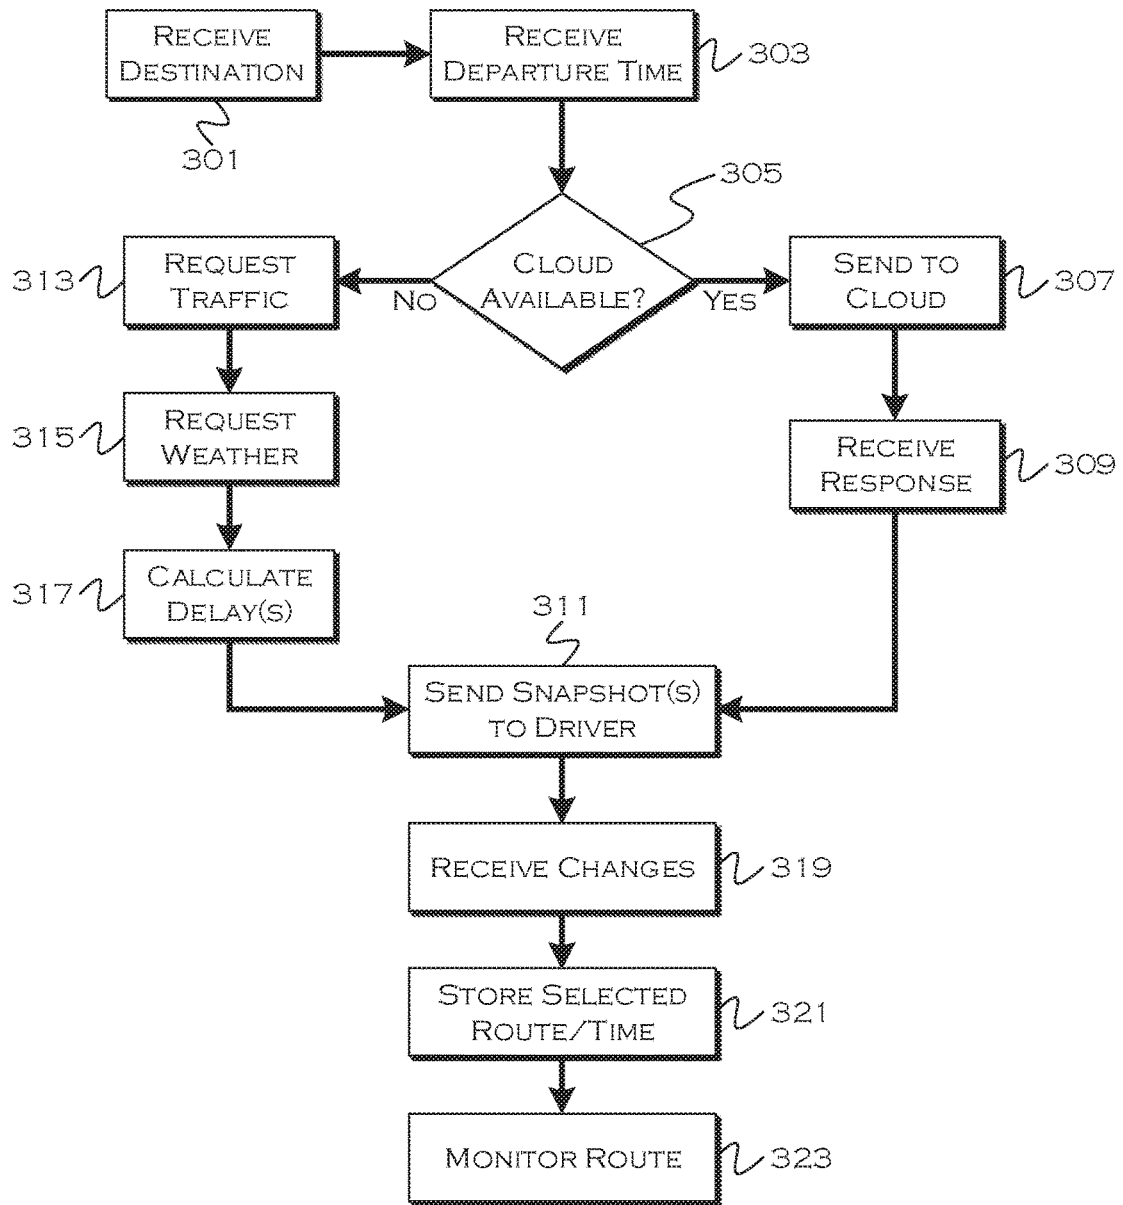 RECEIVE
DESTINATION
301
RECEIVE
DEPARTURE TIME
303
CLOUD
AVAILABLE?
305
NO
YES
313
REQUEST
TRAFFIC
SEND TO
CLOUD
307
315
REQUEST
WEATHER
RECEIVE
RESPONSE
309
317
CALCULATE
DELAY(S)
311
SEND SNAPSHOT(S)
TO DRIVER
RECEIVE CHANGES
319
STORE SELECTED
ROUTE/TIME
321
MONITOR ROUTE
323